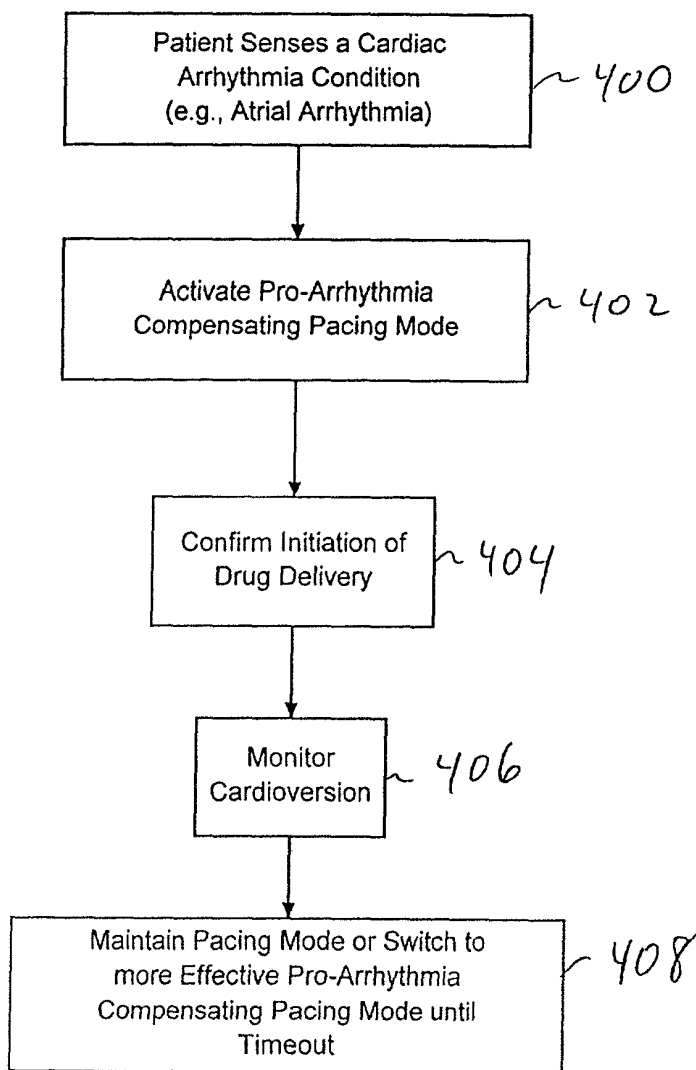 Patient Senses a Cardiac
Arrhythmia Condition
(e.g., Atrial Arrhythmia)
400
Activate Pro-Arrhythmia
Compensating Pacing Mode
402
Confirm Initiation of
Drug Delivery
404
Monitor
Cardioversion
406
Maintain Pacing Mode or Switch to
more Effective Pro-Arrhythmia
Compensating Pacing Mode until
Timeout
408